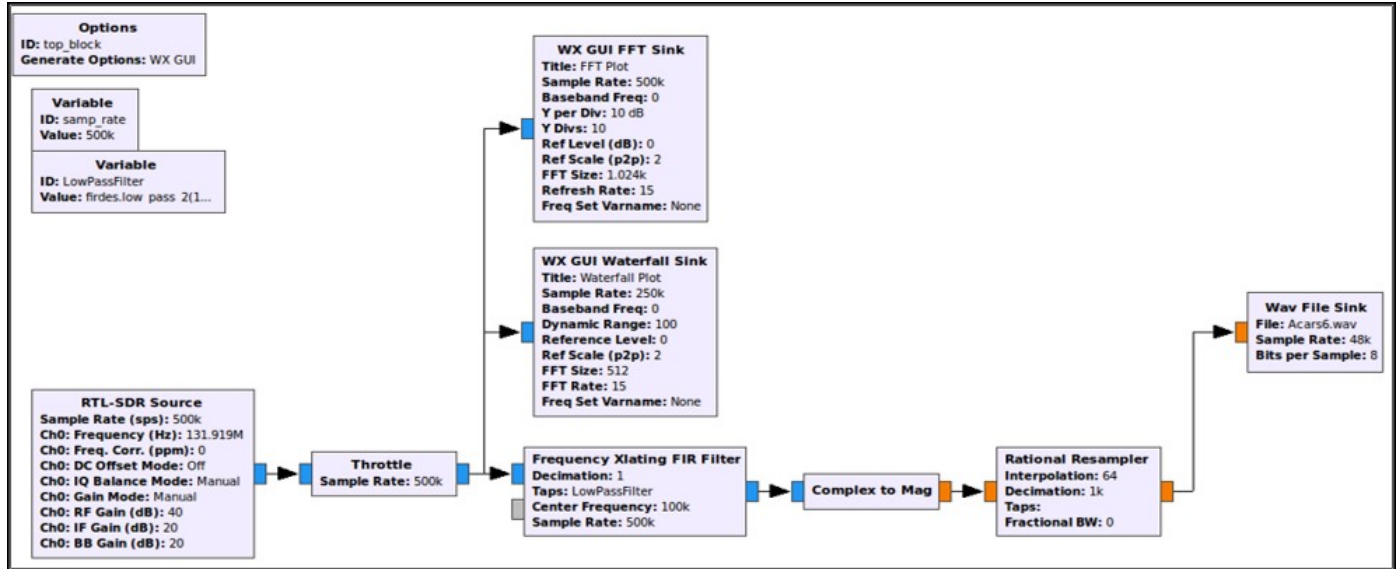 Options
ID: top_block
Generate Options: WX GUI
Variable
ID: samp_rate
Value: 500k
Variable
ID: LowPassFilter
Value: firdes.low pass 2(1...
WX GUI FFT Sink
Title: FFT Plot
Sample Rate: 500k
Baseband Freq: 0
Y per Div: 10 dB
Y Divs: 10
Ref Level (dB): 0
Ref Scale (p2p): 2
FFT Size: 1.024k
Refresh Rate: 15
Freq Set Varname: None
WX GUI Waterfall Sink
Title: Waterfall Plot
Sample Rate: 250k
Baseband Freq: 0
Dynamic Range: 100
Reference Level: 0
Ref Scale (p2p): 2
FFT Size: 512
FFT Rate: 15
Freq Set Varname: None
RTL-SDR Source
Sample Rate (sps): 500k
Ch0: Frequency (Hz): 131.919M
Ch0: Freq. Corr. (ppm): 0
Ch0: DC Offset Mode: Off
Ch0: IQ Balance Mode: Manual
Ch0: Gain Mode: Manual
Ch0: RF Gain (dB): 40
Ch0: IF Gain (dB): 20
Ch0: BB Gain (dB): 20
Throttle
Sample Rate: 500k
Frequency Xlating FIR Filter
Decimation: 1
Taps: LowPassFilter
Center Frequency: 100k
Sample Rate: 500k
Complex to Mag
Rational Resampler
Interpolation: 64
Decimation: 1k
Taps:
Fractional BW: 0
Wav File Sink
File: Acars6.wav
Sample Rate: 48k
Bits per Sample: 8